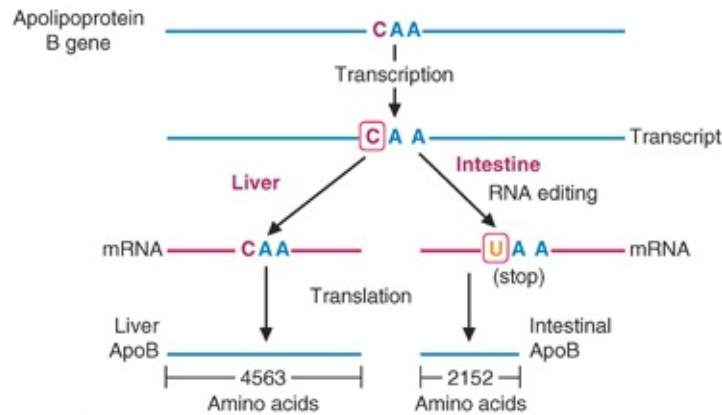 Apolipoprotein
B gene
CAA
Transcription
CAA
Transcript
Liver
Intestine
RNA editing
mRNA
CAA
UAA
mRNA
(stop)
Translation
Liver
ApoB
Intestinal
ApoB
4563
2152
Amino acids
Amino acids